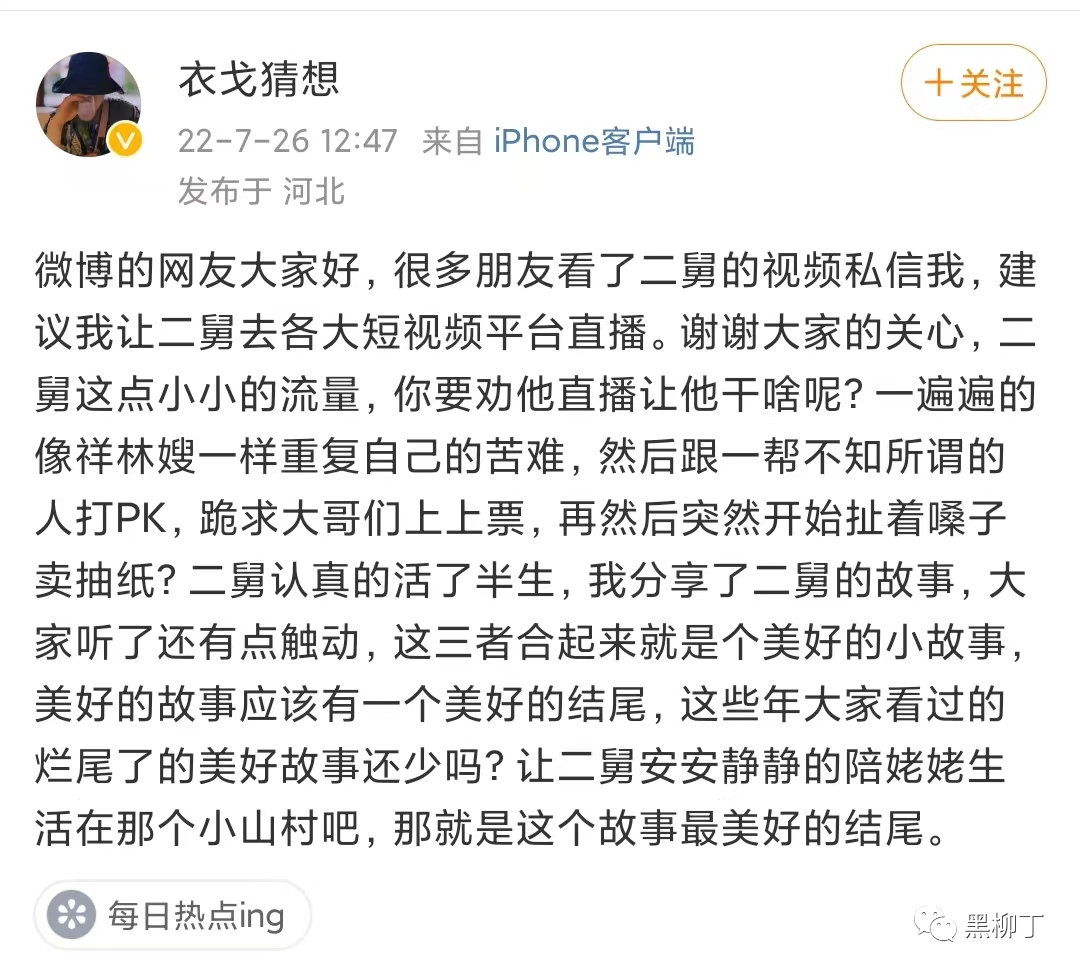 衣戈猜想
+关注
22-7-26 12:47 来自 iPhone客户端
发布于 河北
微博的网友大家好，很多朋友看了二舅的视频私信我，建
议我让二舅去各大短视频平台直播。谢谢大家的关心，二
舅这点小小的流量，你要劝他直播让他干啥呢？一遍遍的
像祥林嫂一样重复自己的苦难，然后跟一帮不知所谓的
人打PK，跪求大哥们上上票，再然后突然开始扯着嗓子
卖抽纸？二舅认真的活了半生，我分享了二舅的故事，大
家听了还有点触动，这三者合起来就是个美好的小故事，
美好的故事应该有一个美好的结尾，这些年大家看过的
烂尾了的美好故事还少吗？让二舅安安静静的陪姥姥生
活在那个小山村吧，那就是这个故事最美好的结尾。
每日热点ing
黑柳丁